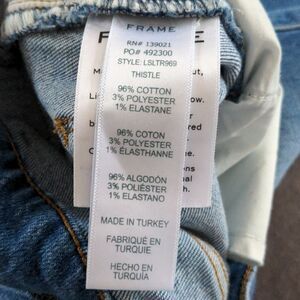 FRAME
RN# 139021
PO# 492300
STYLE: LSLTR969
THISTLE
96% COTTON
3% POLYESTER
1% ELASTANE
96% COTON
3% POLYESTER
1% ÉLASTHANNE
96% ALGODÓN
3% POLIÉSTER
1% ELASTANO
MADE IN TURKEY
FABRIQUÉ EN
TURQUIE
HECHO EN
TURQUÍA